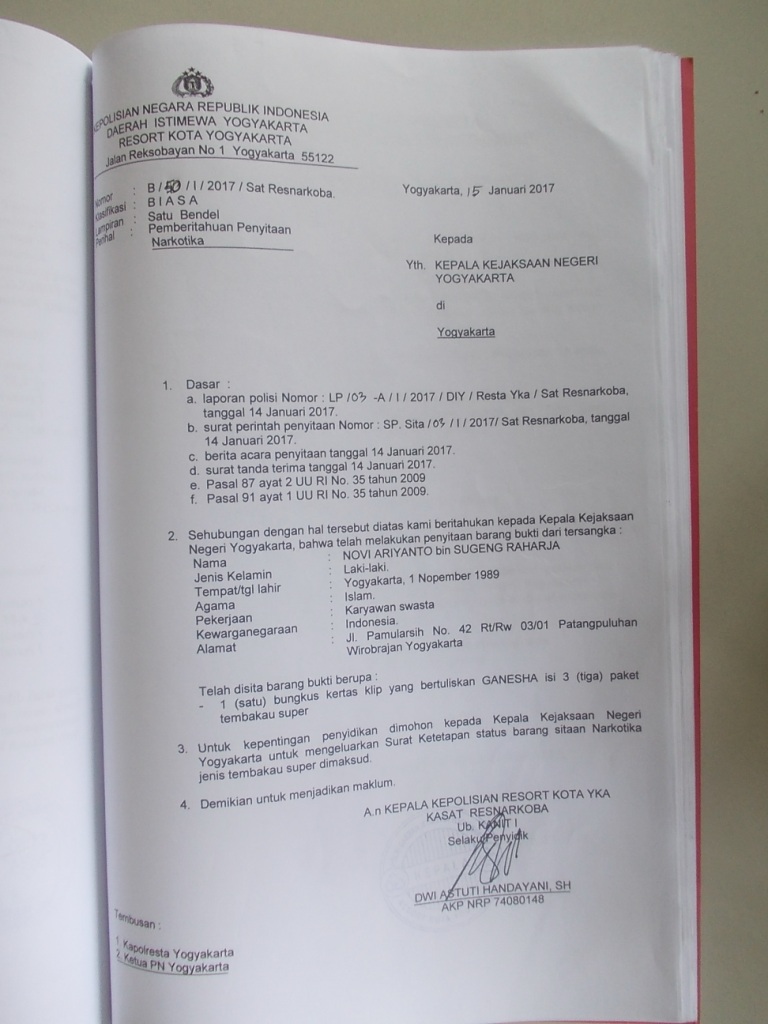 KEPOLISIAN NEGARA REPUBLIK INDONESIA
DAERAH ISTIMEWA YOGYAKARTA
RESORT KOTA YOGYAKARTA
Jalan Reksobayan No 1 Yogyakarta 55122
Nomor : B / 50 / I / 2017 / Sat Resnarkoba.
Klasifikasi : B I A S A
Lampiran : Satu Bendel
Perihal : Pemberitahuan Penyitaan
Narkotika
Yogyakarta, 15 Januari 2017
Kepada
Yth. KEPALA KEJAKSAAN NEGERI
YOGYAKARTA
di
Yogyakarta
1. Dasar :
a. laporan polisi Nomor : LP /03 -A / I / 2017 / DIY / Resta Yka / Sat Resnarkoba,
tanggal 14 Januari 2017.
b. surat perintah penyitaan Nomor : SP. Sita /03 / I / 2017/ Sat Resnarkoba, tanggal
14 Januari 2017.
c. berita acara penyitaan tanggal 14 Januari 2017.
d. surat tanda terima tanggal 14 Januari 2017.
e. Pasal 87 ayat 2 UU RI No. 35 tahun 2009
f. Pasal 91 ayat 1 UU RI No. 35 tahun 2009.
2. Sehubungan dengan hal tersebut diatas kami beritahukan kepada Kepala Kejaksaan
Negeri Yogyakarta, bahwa telah melakukan penyitaan barang bukti dari tersangka :
Nama : NOVI ARIYANTO bin SUGENG RAHARJA
Jenis Kelamin : Laki-laki.
Tempat/tgl lahir : Yogyakarta, 1 Nopember 1989
Agama : Islam.
Pekerjaan : Karyawan swasta
Kewarganegaraan : Indonesia.
Alamat : Jl. Pamularsih No. 42 Rt/Rw 03/01 Patangpuluhan
Wirobrajan Yogyakarta
Telah disita barang bukti berupa :
- 1 (satu) bungkus kertas klip yang bertuliskan GANESHA isi 3 (tiga) paket
tembakau super
3. Untuk kepentingan penyidikan dimohon kepada Kepala Kejaksaan Negeri
Yogyakarta untuk mengeluarkan Surat Ketetapan status barang sitaan Narkotika
jenis tembakau super dimaksud.
4. Demikian untuk menjadikan maklum.
A.n KEPALA KEPOLISIAN RESORT KOTA YKA
KASAT RESNARKOBA
Ub. KANIT I
Selaku Penyidik
DWI ASTUTI HANDAYANI, SH
AKP NRP 74080148
Tembusan :
1. Kapolresta Yogyakarta
2. Ketua PN Yogyakarta